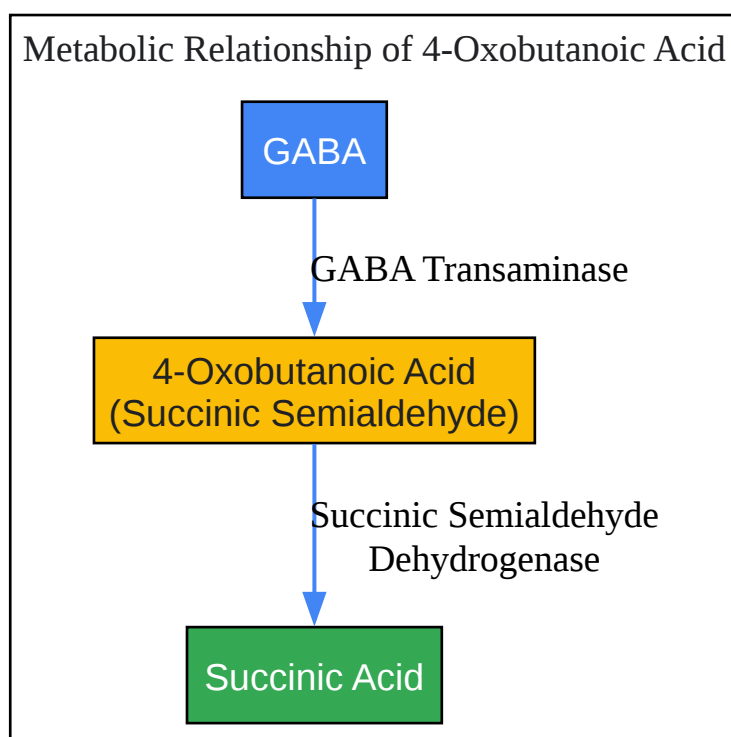 Metabolic Relationship of 4-Oxobutanoic Acid
GABA
GABA Transaminase
4-Oxobutanoic Acid
(Succinic Semialdehyde)
Succinic Semialdehyde
Dehydrogenase
Succinic Acid